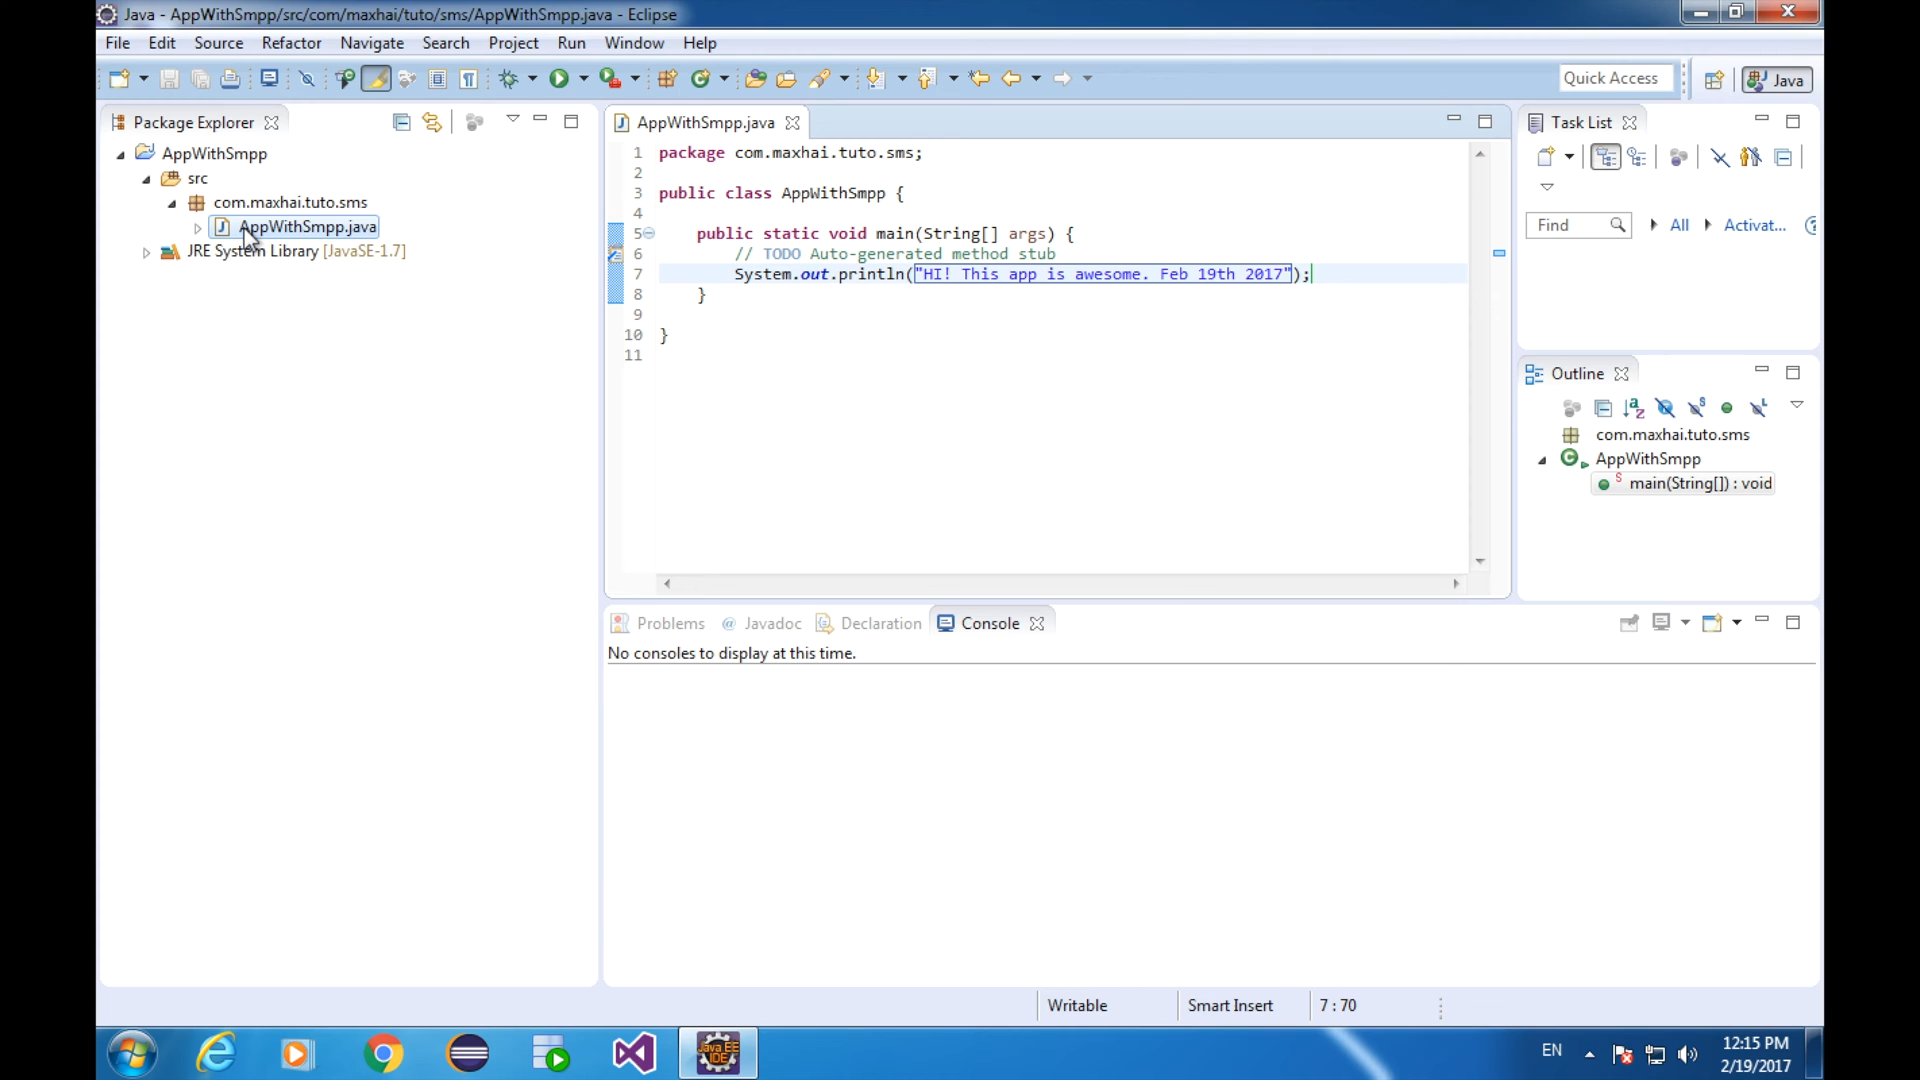 Java - AppWithSmpp/src/com/maxhai/tuto/sms/AppWithSmpp.java - Eclipse
File Edit Source Refactor Navigate Search Project Run Window Help
Quick Access
Java
Package Explorer
AppWithSmpp
src
com.maxhai.tuto.sms
AppWithSmpp.java
JRE System Library [JavaSE-1.7]
AppWithSmpp.java
1 package com.maxhai.tuto.sms;
2
3 public class AppWithSmpp {
4
5 public static void main(String[] args) {
6 // TODO Auto-generated method stub
7 System.out.println("HI! This app is awesome. Feb 19th 2017");
8 }
9
10 }
11
Task List
Find All Activat...
Outline
com.maxhai.tuto.sms
AppWithSmpp
main(String[]) : void
Problems @ Javadoc Declaration Console
No consoles to display at this time.
Writable Smart Insert 7 : 70
Java EE
IDE
EN
12:15 PM
2/19/2017